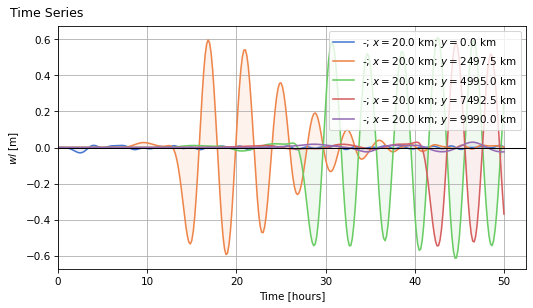 Time Series
wl [m]
0.6
0.4
0.2
0.0
−0.2
−0.4
−0.6
-; x = 20.0 km; y = 0.0 km
-; x = 20.0 km; y = 2497.5 km
-; x = 20.0 km; y = 4995.0 km
-; x = 20.0 km; y = 7492.5 km
-; x = 20.0 km; y = 9990.0 km
0 10 20 30 40 50
Time [hours]